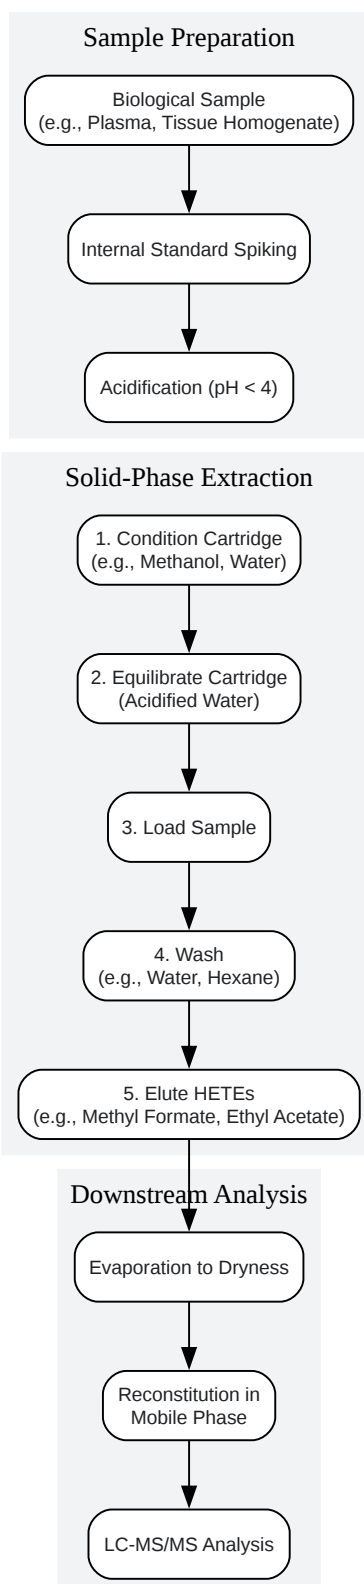 Sample Preparation
Biological Sample
(e.g., Plasma, Tissue Homogenate)
Internal Standard Spiking
Acidification (pH < 4)
Solid-Phase Extraction
1. Condition Cartridge
(e.g., Methanol, Water)
2. Equilibrate Cartridge
(Acidified Water)
3. Load Sample
4. Wash
(e.g., Water, Hexane)
5. Elute HETEs
(e.g., Methyl Formate, Ethyl Acetate)
Downstream Analysis
Evaporation to Dryness
Reconstitution in
Mobile Phase
LC-MS/MS Analysis